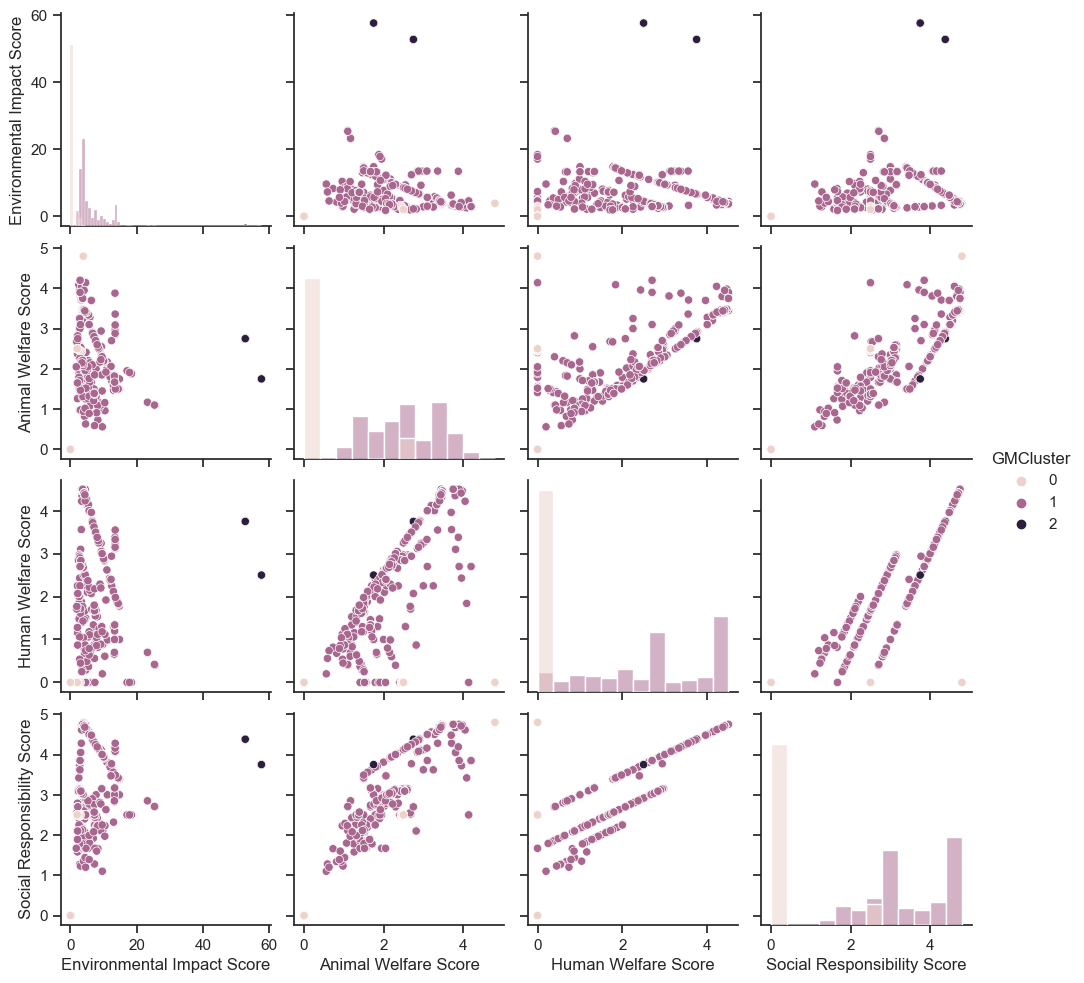 Environmental Impact Score
60
40
20
0
Animal Welfare Score
5
4
3
2
1
0
Human Welfare Score
4
3
2
1
0
Social Responsibility Score
5
4
3
2
1
0
0 20 40 60
0 2 4
0 2 4
0 2 4
Environmental Impact Score
Animal Welfare Score
Human Welfare Score
Social Responsibility Score
GMCluster
0
1
2